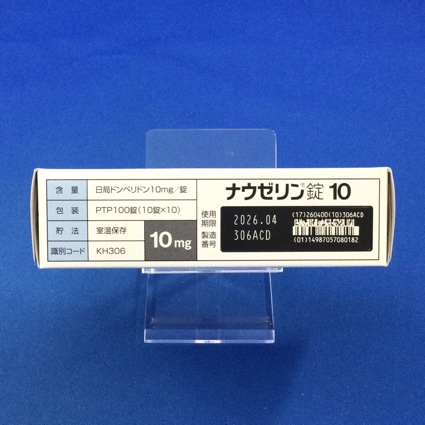 含量 日局ドンペリドン10mg/錠
包装 PTP100錠(10錠×10)
貯法 室温保存
識別コード KH306
10mg
ナウゼリン®錠10
使用期限 2026.04
製造番号 306ACD
(17)260400(10)306ACD
(01)14987057080182